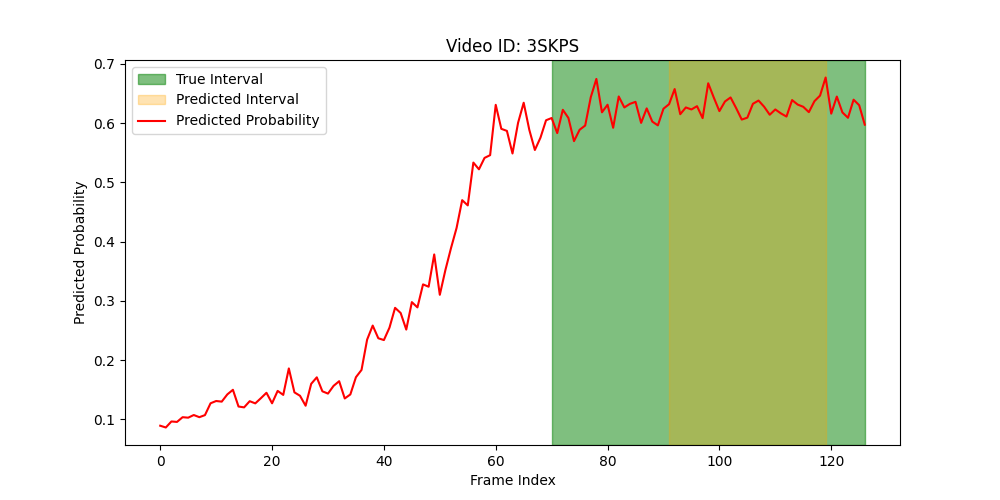 Video ID: 3SKPS
True Interval
Predicted Interval
Predicted Probability
Predicted Probability
0.7
0.6
0.5
0.4
0.3
0.2
0.1
0 20 40 60 80 100 120
Frame Index